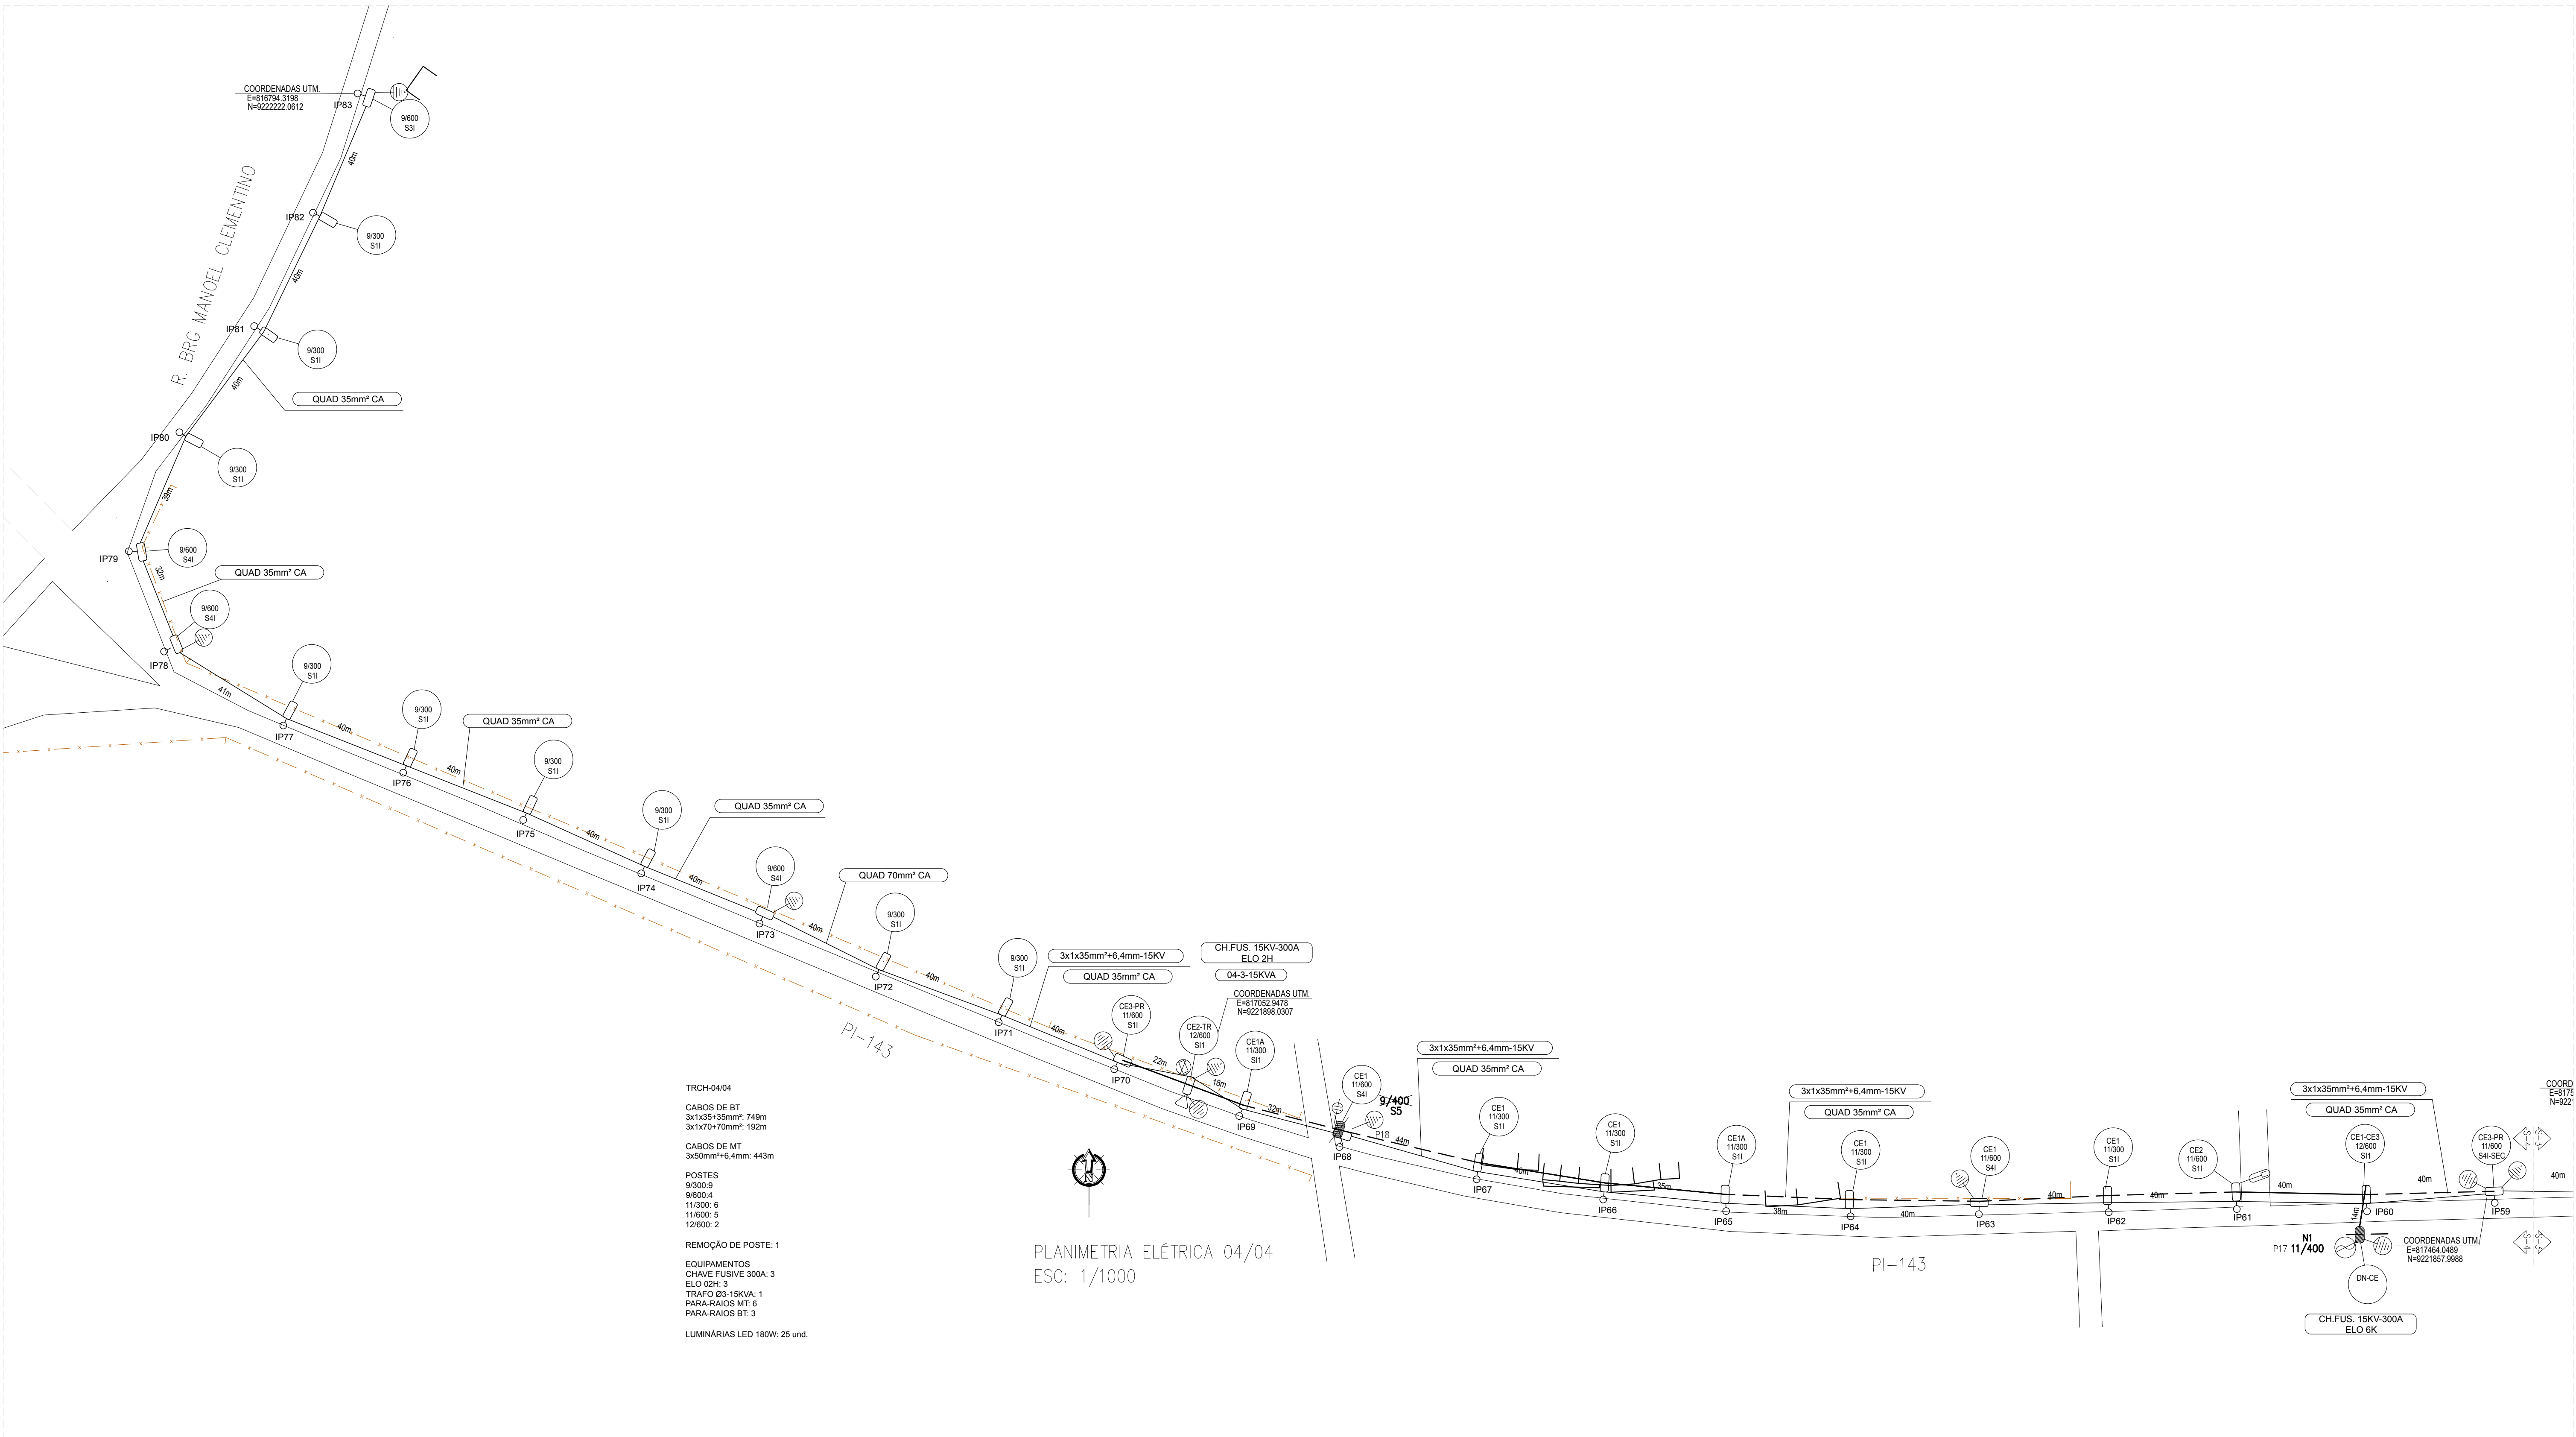 COORDENADAS UTM.
E=816794.3198
N=9222222.0612
IP83
9/600
S3I
40m
R. BRG MANOEL CLEMENTINO
IP82
9/300
S1I
40m
IP81
9/300
S1I
40m
QUAD 35mm² CA
IP80
9/300
S1I
39m
IP79
9/600
S4I
32m
QUAD 35mm² CA
9/600
S4I
IP78
41m
9/300
S1I
IP77
40m
9/300
S1I
IP76
40m
QUAD 35mm² CA
9/300
S1I
IP75
40m
9/300
S1I
IP74
40m
QUAD 35mm² CA
9/600
S4I
IP73
40m
QUAD 70mm² CA
9/300
S1I
IP72
40m
9/300
S1I
IP71
40m
3x1x35mm²+6,4mm-15KV
QUAD 35mm² CA
CH.FUS. 15KV-300A
ELO 2H
04-3-15KVA
COORDENADAS UTM.
E=817052.9478
N=9221898.0307
CE3-PR
11/600
S1I
IP70
22m
CE2-TR
12/600
SI1
18m
CE1A
11/300
SI1
IP69
32m
CE1
11/600
S4I
9/400
S5
P18
IP68
44m
3x1x35mm²+6,4mm-15KV
QUAD 35mm² CA
CE1
11/300
S1I
IP67
40m
CE1
11/300
S1I
IP66
35m
CE1A
11/300
S1I
IP65
38m
3x1x35mm²+6,4mm-15KV
QUAD 35mm² CA
CE1
11/300
S1I
IP64
40m
CE1
11/600
S4I
IP63
40m
CE1
11/300
S1I
IP62
40m
CE2
11/600
S1I
IP61
40m
3x1x35mm²+6,4mm-15KV
QUAD 35mm² CA
CE1-CE3
12/600
SI1
IP60
40m
14m
CE3-PR
11/600
S4I-SEC
IP59
40m
COORD
E=8175
N=922
S-4
S-3
S-4
S-3
N1
P17 11/400
COORDENADAS UTM.
E=817464.0489
N=9221857.9988
DN-CE
CH.FUS. 15KV-300A
ELO 6K
PI-143
PI-143
TRCH-04/04
CABOS DE BT
3x1x35+35mm²: 749m
3x1x70+70mm²: 192m
CABOS DE MT
3x50mm²+6,4mm: 443m
POSTES
9/300:9
9/600:4
11/300: 6
11/600: 5
12/600: 2
REMOÇÃO DE POSTE: 1
EQUIPAMENTOS
CHAVE FUSIVE 300A: 3
ELO 02H: 3
TRAFO Ø3-15KVA: 1
PARA-RAIOS MT: 6
PARA-RAIOS BT: 3
LUMINÁRIAS LED 180W: 25 und.
N
PLANIMETRIA ELÉTRICA 04/04
ESC: 1/1000